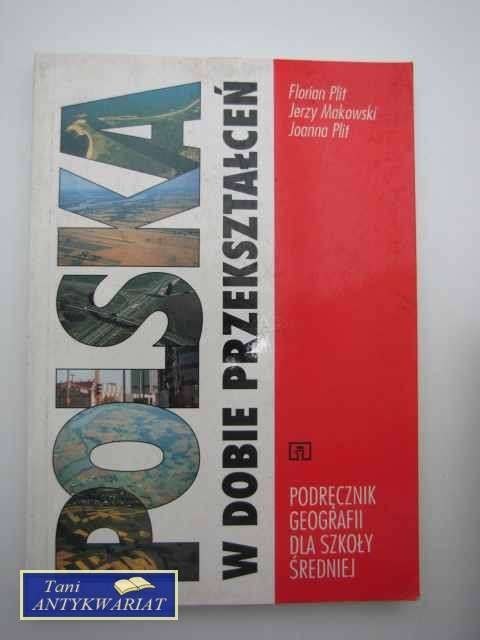 Florian Plit
Jerzy Makowski
Joanna Plit
POLSKA
W DOBIE PRZEKSZTAŁCEŃ
PODRĘCZNIK
GEOGRAFII
DLA SZKOŁY
ŚREDNIEJ
Tani
ANTYKWARIAT